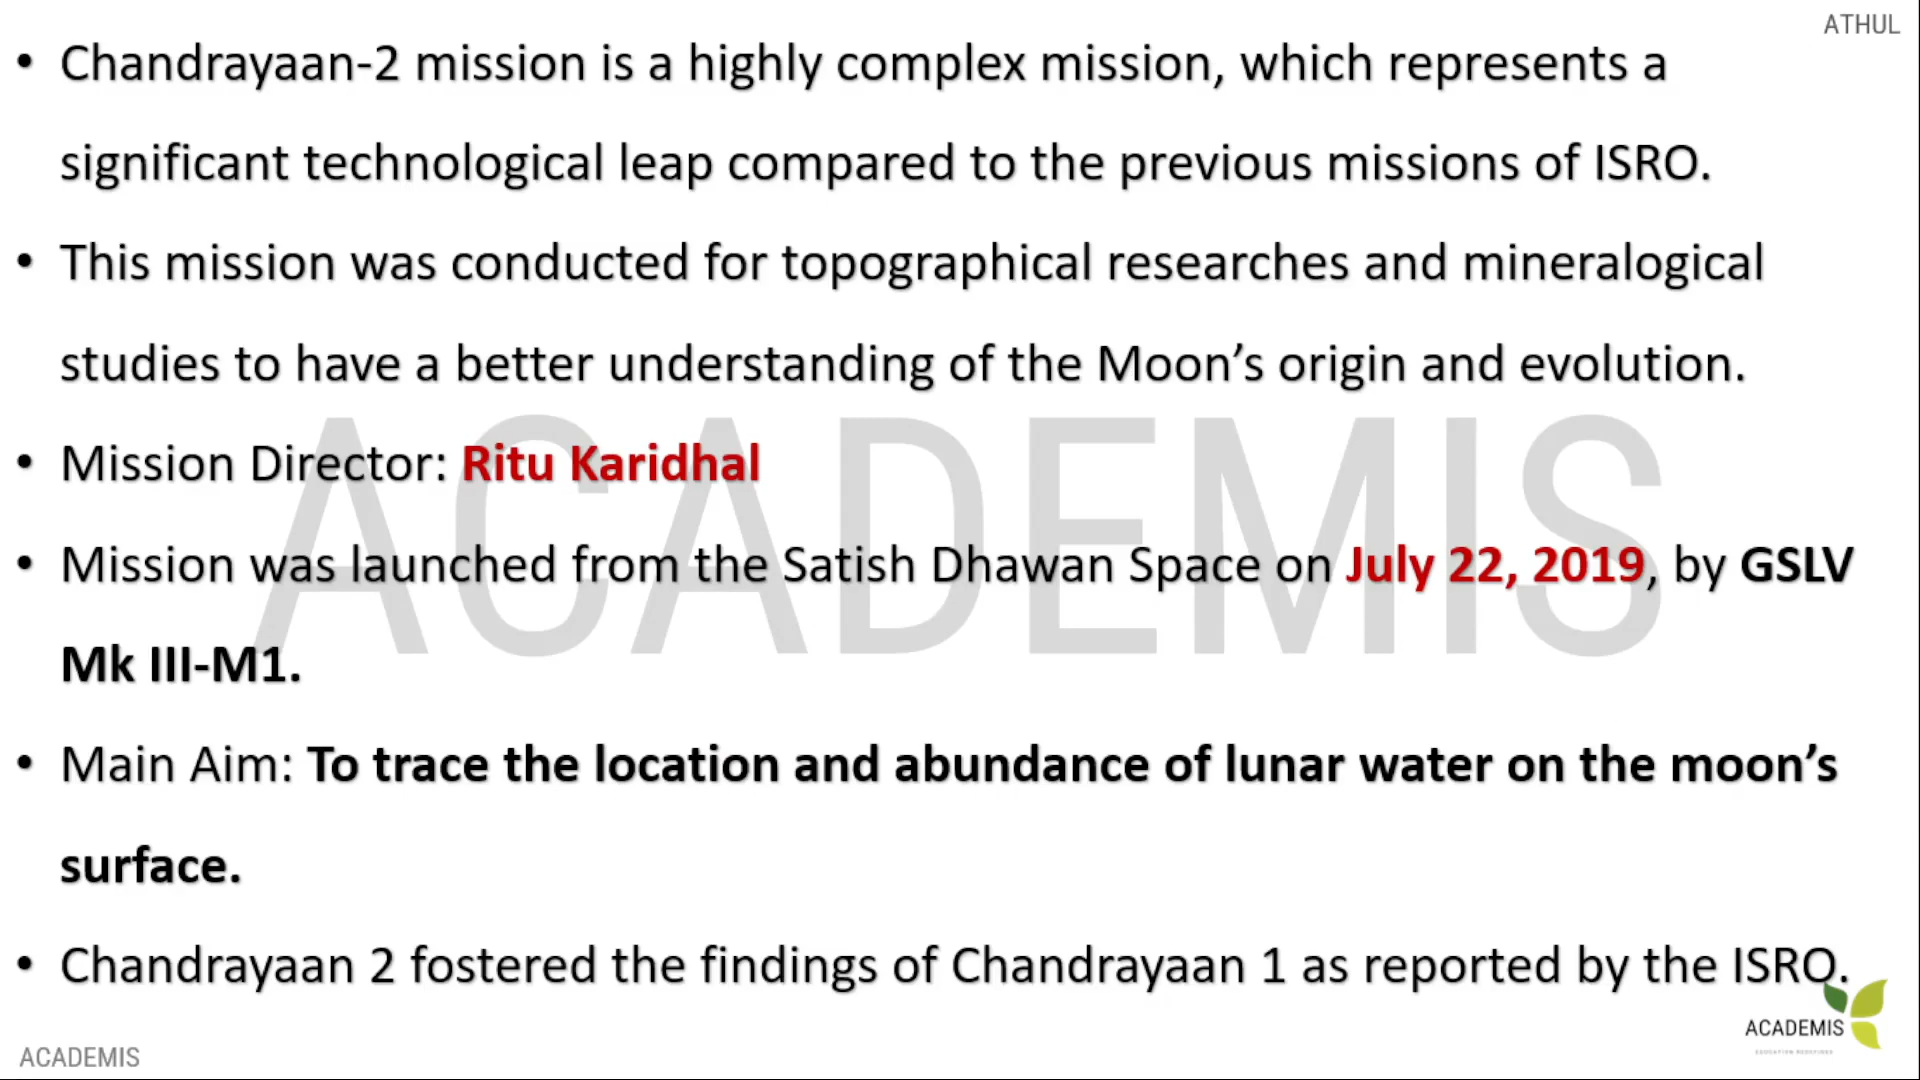 ATHUL
• Chandrayaan-2 mission is a highly complex mission, which represents a
significant technological leap compared to the previous missions of ISRO.
• This mission was conducted for topographical researches and mineralogical
studies to have a better understanding of the Moon’s origin and evolution.
• Mission Director: Ritu Karidhal
ACADEMIS
• Mission was launched from the Satish Dhawan Space on July 22, 2019, by GSLV
Mk III-M1.
• Main Aim: To trace the location and abundance of lunar water on the moon’s
surface.
• Chandrayaan 2 fostered the findings of Chandrayaan 1 as reported by the ISRO.
ACADEMIS
EDUCATION REDEFINED
ACADEMIS